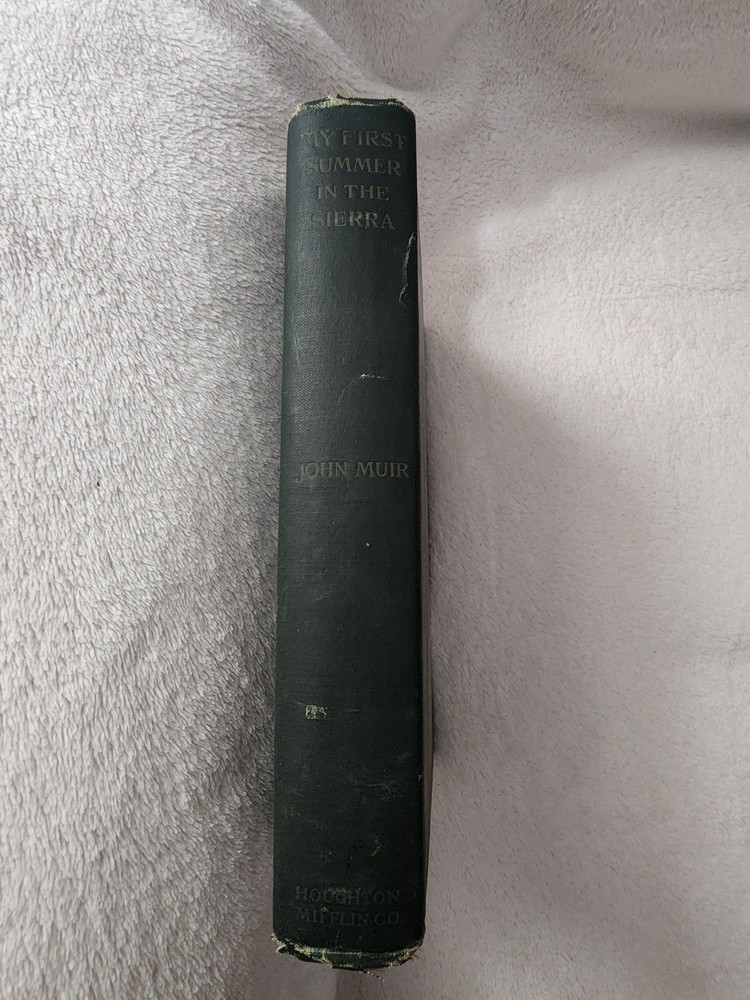 MY FIRST
SUMMER
IN THE
SIERRA
JOHN MUIR
HOUGHTON
MIFFLIN CO.